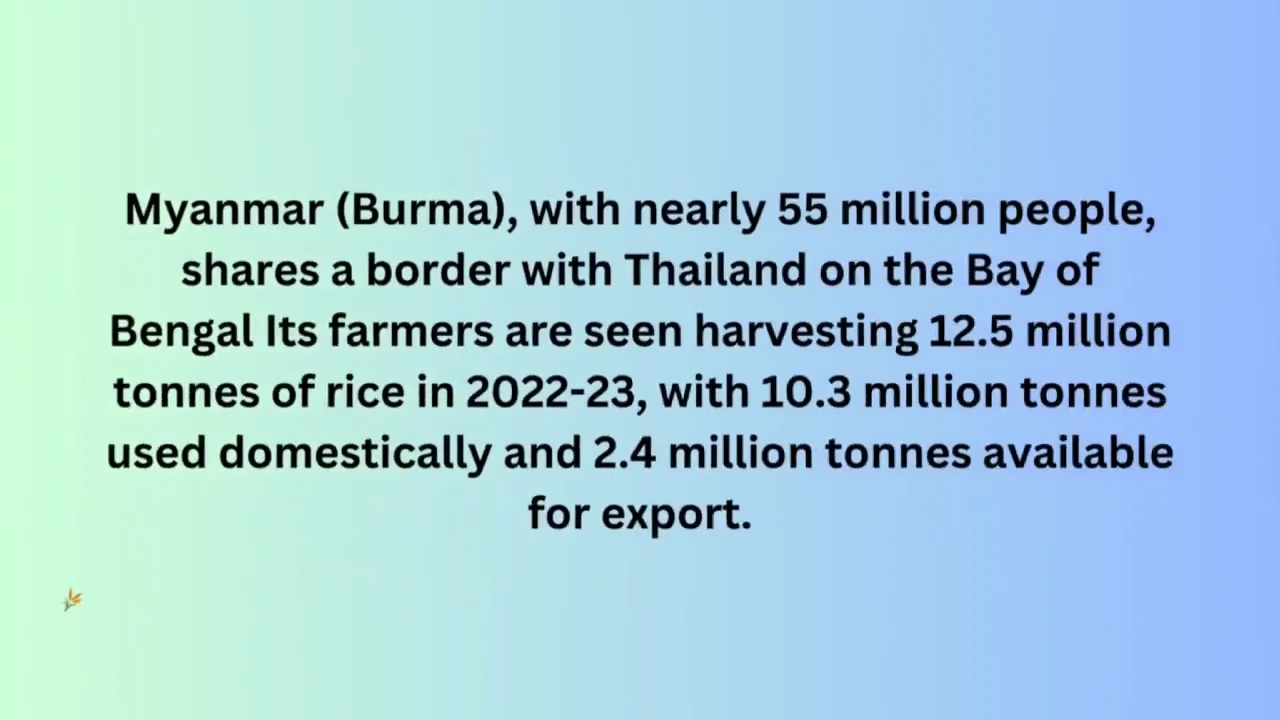 Myanmar (Burma), with nearly 55 million people,
shares a border with Thailand on the Bay of
Bengal Its farmers are seen harvesting 12.5 million
tonnes of rice in 2022-23, with 10.3 million tonnes
used domestically and 2.4 million tonnes available
for export.